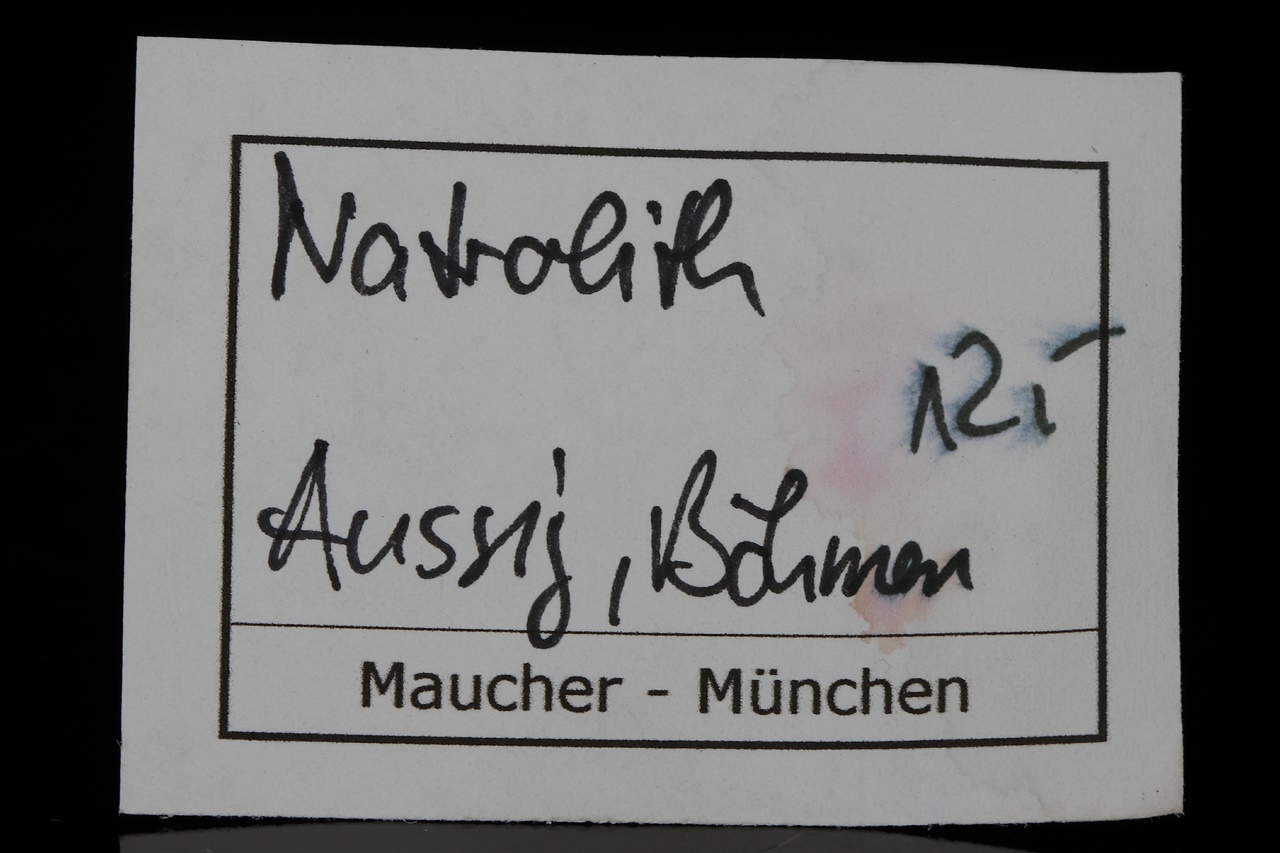 Natrolith
12,-
Aussig, Böhmen
Maucher - München